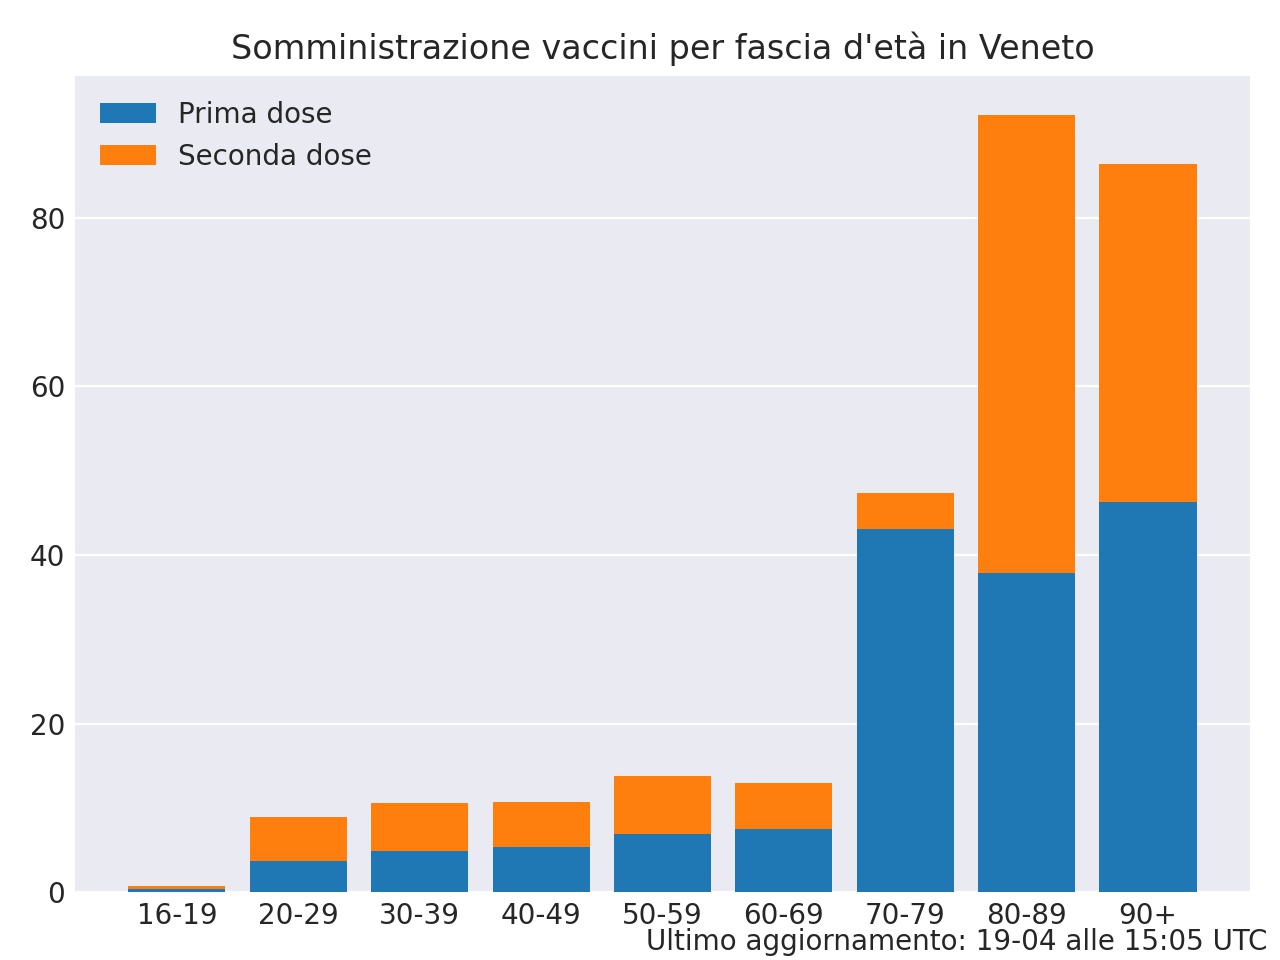 Somministrazione vaccini per fascia d'età in Veneto
Prima dose
Seconda dose
80
60
40
20
0
16-19 20-29 30-39 40-49 50-59 60-69 70-79 80-89 90+
Ultimo aggiornamento: 19-04 alle 15:05 UTC